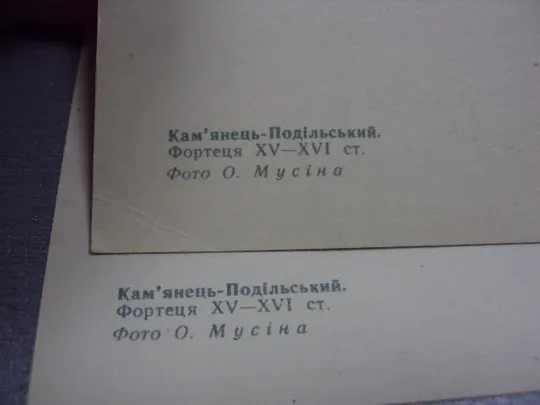 Кам’янець-Подільський.
Фортеця XV—XVI ст.
Фото О. Мусіна
Кам’янець-Подільський.
Фортеця XV—XVI ст.
Фото О. Мусіна